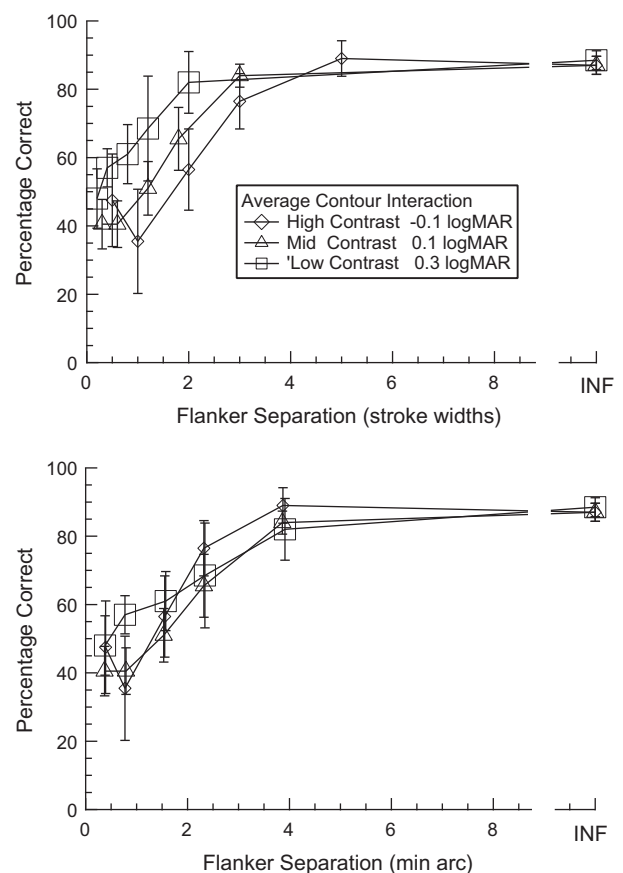 100
80
60
40
20
0
Percentage Correct
Average Contour Interaction
High Contrast -0.1 logMAR
Mid Contrast 0.1 logMAR
'Low Contrast 0.3 logMAR
0 2 4 6 8 INF
Flanker Separation (stroke widths)
100
80
60
40
20
0
Percentage Correct
0 2 4 6 8 INF
Flanker Separation (min arc)